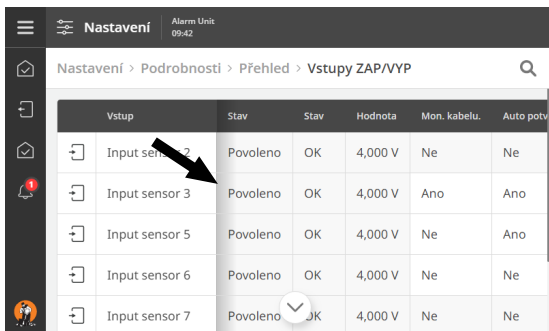 Nastavení Alarm Unit
09:42
Nastavení > Podrobnosti > Přehled > Vstupy ZAP/VYP
Vstup Stav Stav Hodnota Mon. kabelu. Auto potv
Input sensor 2 Povoleno OK 4,000 V Ne Ne
Input sensor 3 Povoleno OK 4,000 V Ano Ano
1
Input sensor 5 Povoleno OK 4,000 V Ne Ano
Input sensor 6 Povoleno OK 4,000 V Ne Ne
Input sensor 7 Povoleno OK 4,000 V Ne Ne